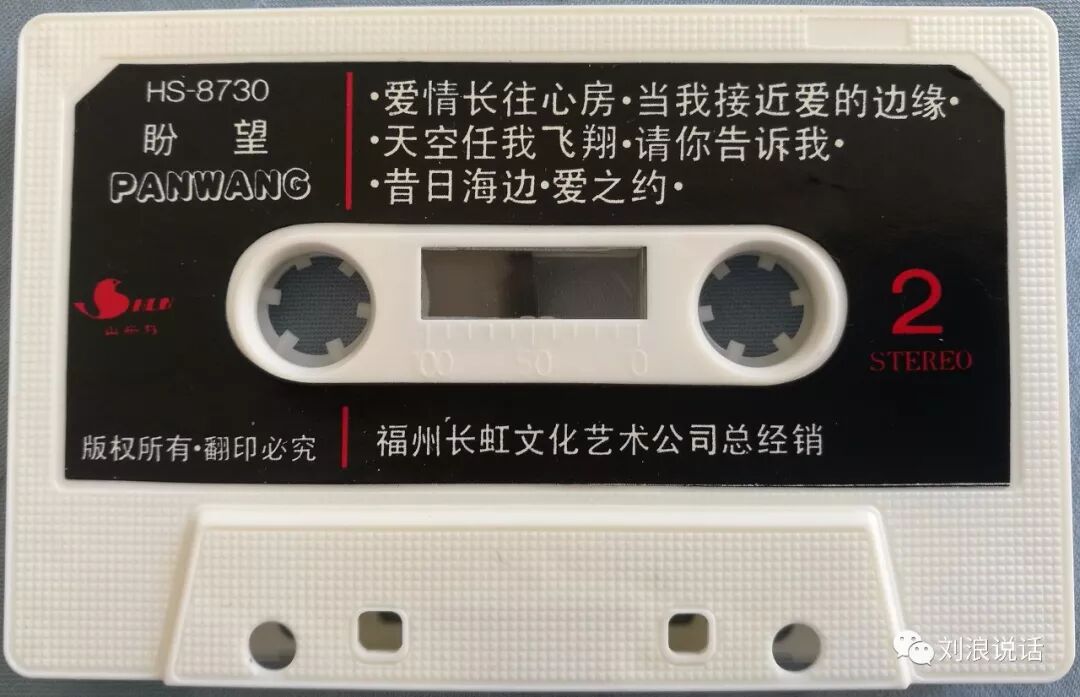 HS-8730
盼 望
PANWANG
·爱情长往心房·当我接近爱的边缘·
·天空任我飞翔·请你告诉我·
·昔日海边·爱之约·
2
STEREO
100 50 0
版权所有·翻印必究
福州长虹文化艺术公司总经销
刘浪说话